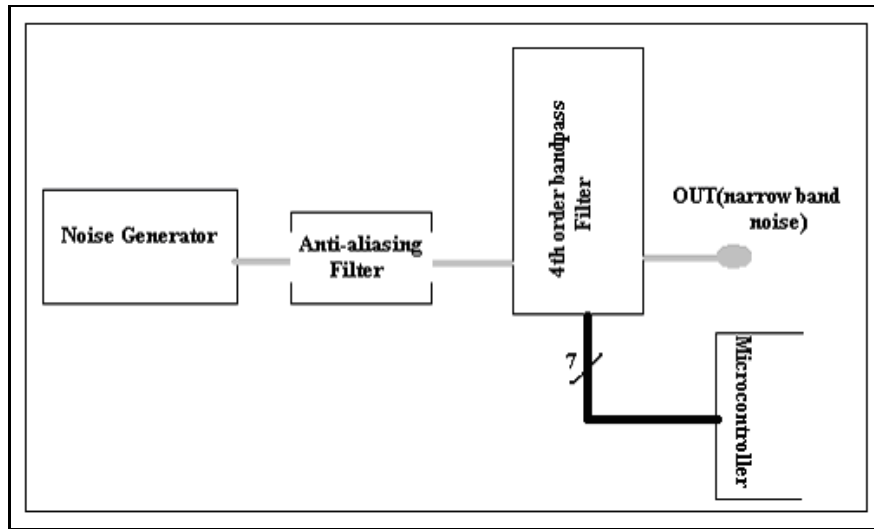 Noise Generator
Anti-aliasing
Filter
4th order bandpass
Filter
OUT(narrow band
noise)
7
Microcontroller